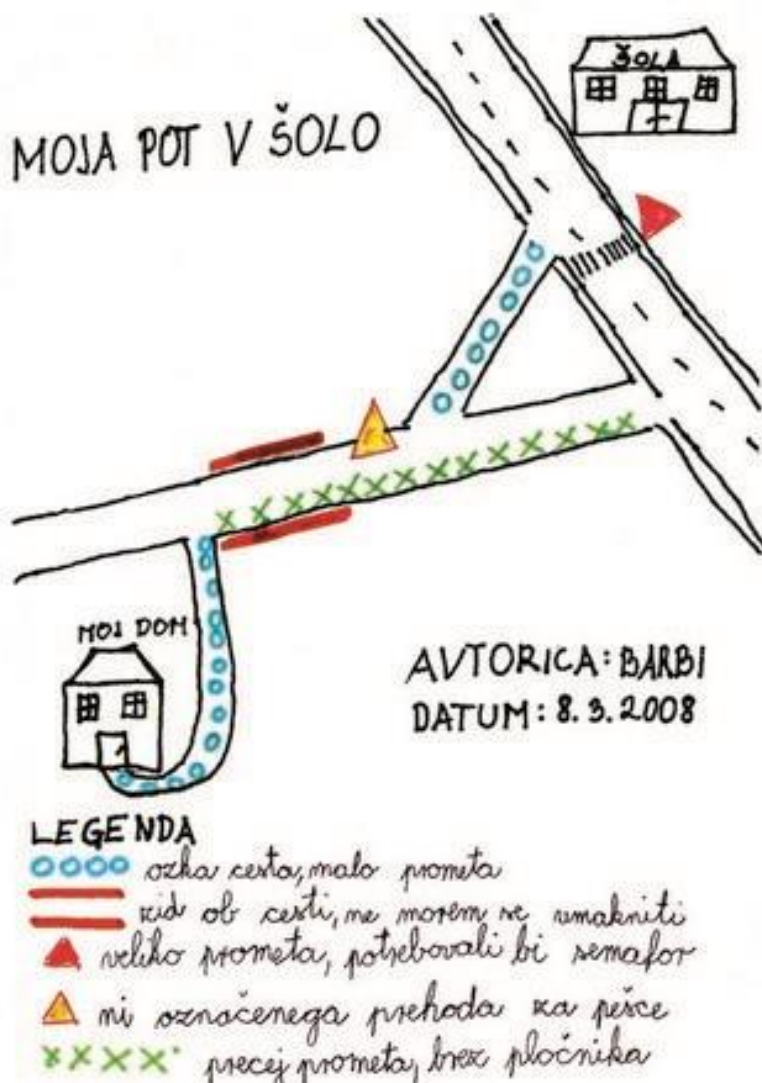 MOJA POT V ŠOLO
ŠOLA
MOJ DOM
AVTORICA: BARBI
DATUM: 8.3.2008
LEGENDA
ozka cesta, malo prometa
zid ob cesti, ne morem se umakniti
veliko prometa, potrebovali bi semafor
ni označenega prehoda za pešce
precej prometa, brez pločnika